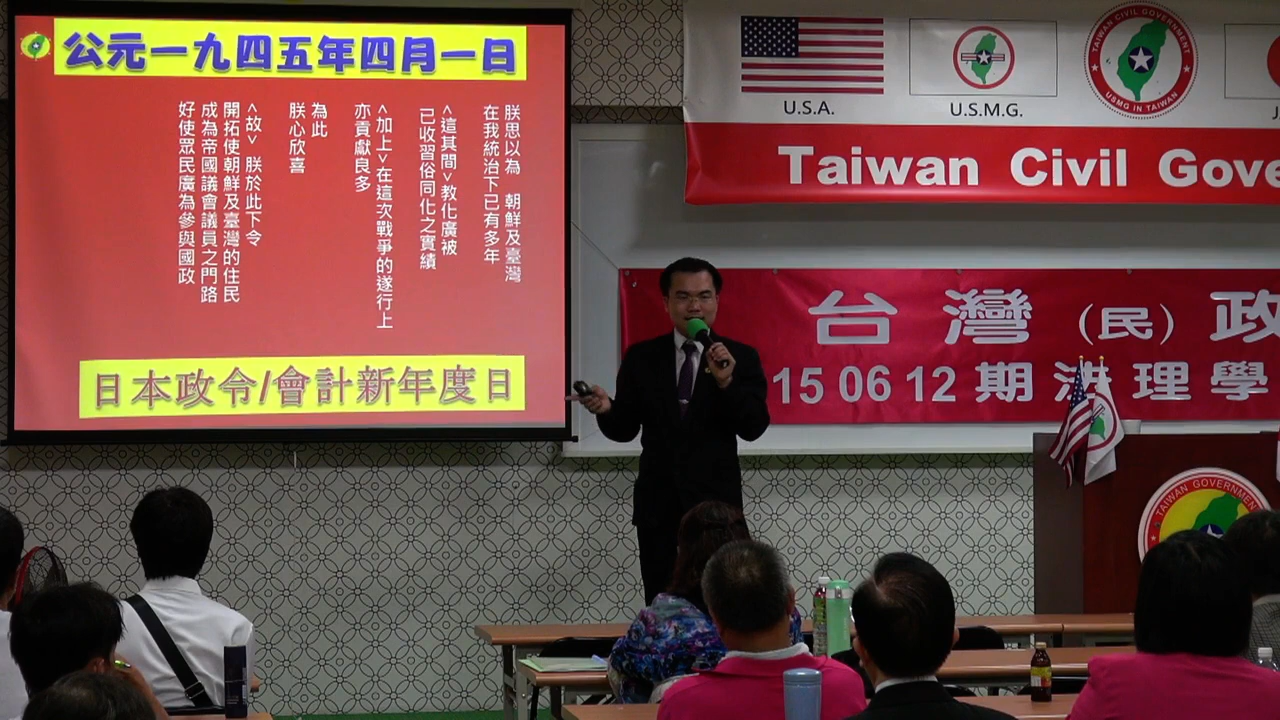 公元一九四五年四月一日
朕思以為　朝鮮及臺灣
在我統治下已有多年
<這其間>教化廣被
已收習俗同化之實績
<加上>在這次戰爭的遂行上
亦貢獻良多
為此
朕心欣喜
<故>　朕於此下令
開拓使朝鮮及臺灣的住民
成為帝國議會議員之門路
好使眾民廣為參與國政
日本政令/會計新年度日
U.S.A.
U.S.M.G.
TAIWAN CIVIL GOVERNMENT
USMG IN TAIWAN
J
Taiwan Civil Gove
台灣（民）政
15 06 12 期法理學
TAIWAN GOVERNMENT